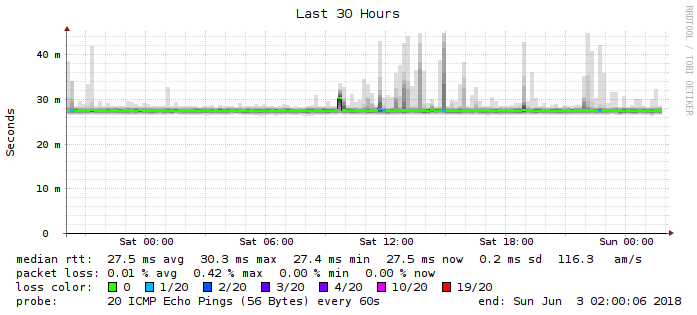 Last 30 Hours
RRDTOOL / TOBI OETIKER
Seconds
40 m
30 m
20 m
10 m
0
Sat 00:00 Sat 06:00 Sat 12:00 Sat 18:00 Sun 00:00
median rtt: 27.5 ms avg 30.3 ms max 27.4 ms min 27.5 ms now 0.2 ms sd 116.3 am/s
packet loss: 0.01 % avg 0.42 % max 0.00 % min 0.00 % now
loss color: 0 1/20 2/20 3/20 4/20 10/20 19/20
probe: 20 ICMP Echo Pings (56 Bytes) every 60s end: Sun Jun 3 02:00:06 2018